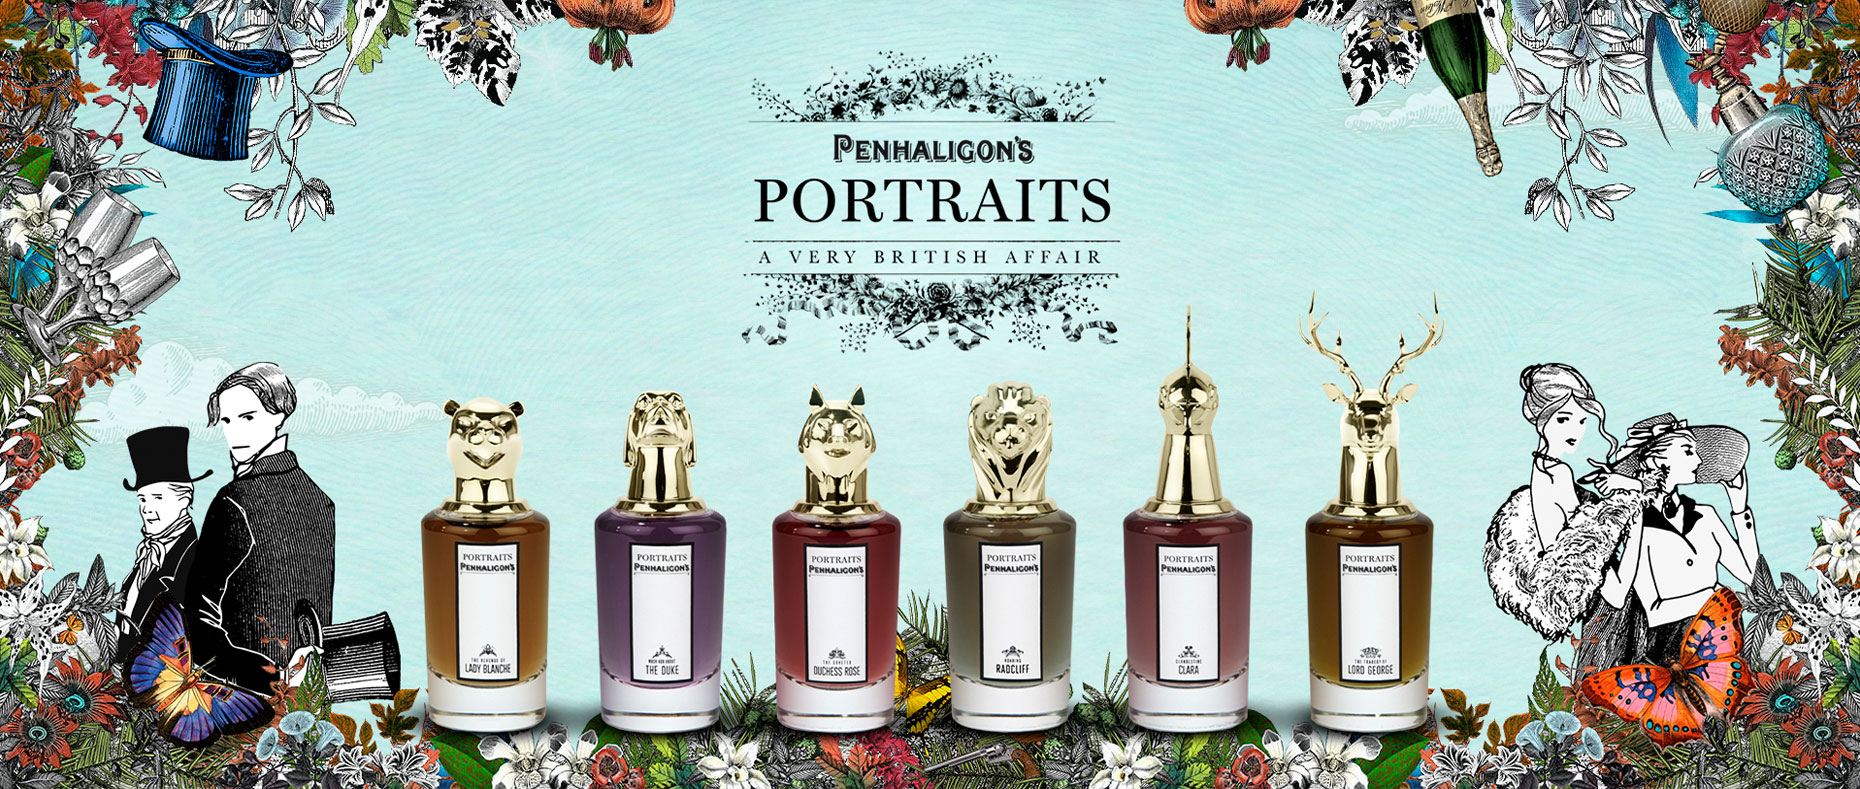 PENHALIGON'S
PORTRAITS
A VERY BRITISH AFFAIR
PORTRAITS
PENHALIGON'S
THE REVENGE OF
LADY BLANCHE
PORTRAITS
PENHALIGON'S
MUCH ADO ABOUT
THE DUKE
PORTRAITS
PENHALIGON'S
THE COVETED
DUCHESS ROSE
PORTRAITS
PENHALIGON'S
ROARING
RADCLIFF
PORTRAITS
PENHALIGON'S
CLANDESTINE
CLARA
PORTRAITS
PENHALIGON'S
THE TRAGEDY OF
LORD GEORGE